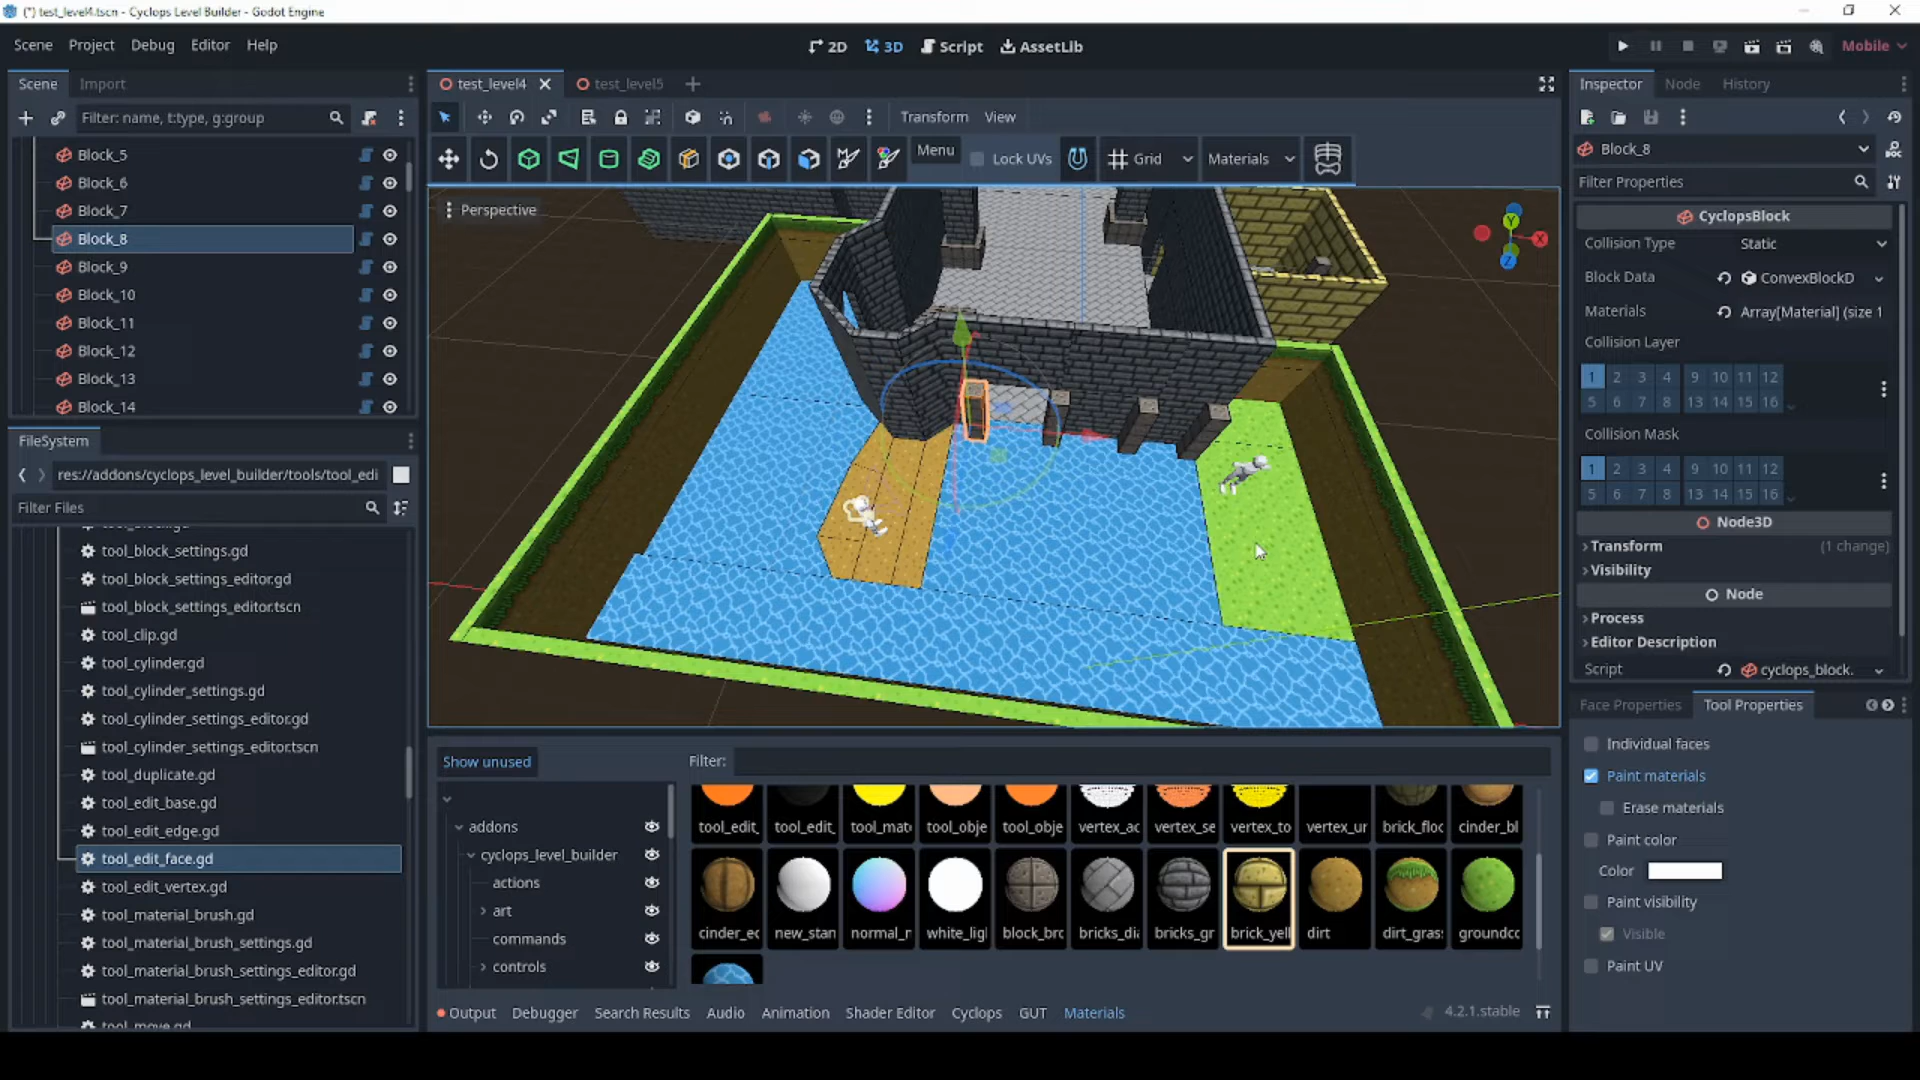 (*) test_level4.tscn - Cyclops Level Builder - Godot Engine
Scene Project Debug Editor Help
2D 3D Script AssetLib
Mobile
Scene Import
test_level4 test_level5
Inspector Node History
Filter: name, t:type, g:group
Transform View
Menu Lock UVs Grid Materials
Block_5
Block_6
Block_7
Block_8
Block_9
Block_10
Block_11
Block_12
Block_13
Block_14
Perspective
Y
X
Z
Block_8
Filter Properties
CyclopsBlock
Collision Type Static
Block Data ConvexBlockD
Materials Array[Material] (size 1
Collision Layer
1 2 3 4 9 10 11 12
5 6 7 8 13 14 15 16
Collision Mask
1 2 3 4 9 10 11 12
5 6 7 8 13 14 15 16
Node3D
Transform (1 change)
Visibility
Node
Process
Editor Description
Script cyclops_block.
FileSystem
res://addons/cyclops_level_builder/tools/tool_edi
Filter Files
tool_block.gd
tool_block_settings.gd
tool_block_settings_editor.gd
tool_block_settings_editor.tscn
tool_clip.gd
tool_cylinder.gd
tool_cylinder_settings.gd
tool_cylinder_settings_editor.gd
tool_cylinder_settings_editor.tscn
tool_duplicate.gd
tool_edit_base.gd
tool_edit_edge.gd
tool_edit_face.gd
tool_edit_vertex.gd
tool_material_brush.gd
tool_material_brush_settings.gd
tool_material_brush_settings_editor.gd
tool_material_brush_settings_editor.tscn
tool_move.gd
Show unused
Filter:
addons
cyclops_level_builder
actions
art
commands
controls
tool_edit_ tool_edit_ tool_mat tool_obje tool_obje vertex_ac vertex_se vertex_to vertex_ur brick_floc cinder_bl
cinder_ec new_stan normal_r white_ligl block_brc bricks_dia bricks_gr brick_yell dirt dirt_grass groundcc
Face Properties Tool Properties
Individual faces
Paint materials
Erase materials
Paint color
Color
Paint visibility
Visible
Paint UV
Output Debugger Search Results Audio Animation Shader Editor Cyclops GUT Materials
4.2.1.stable